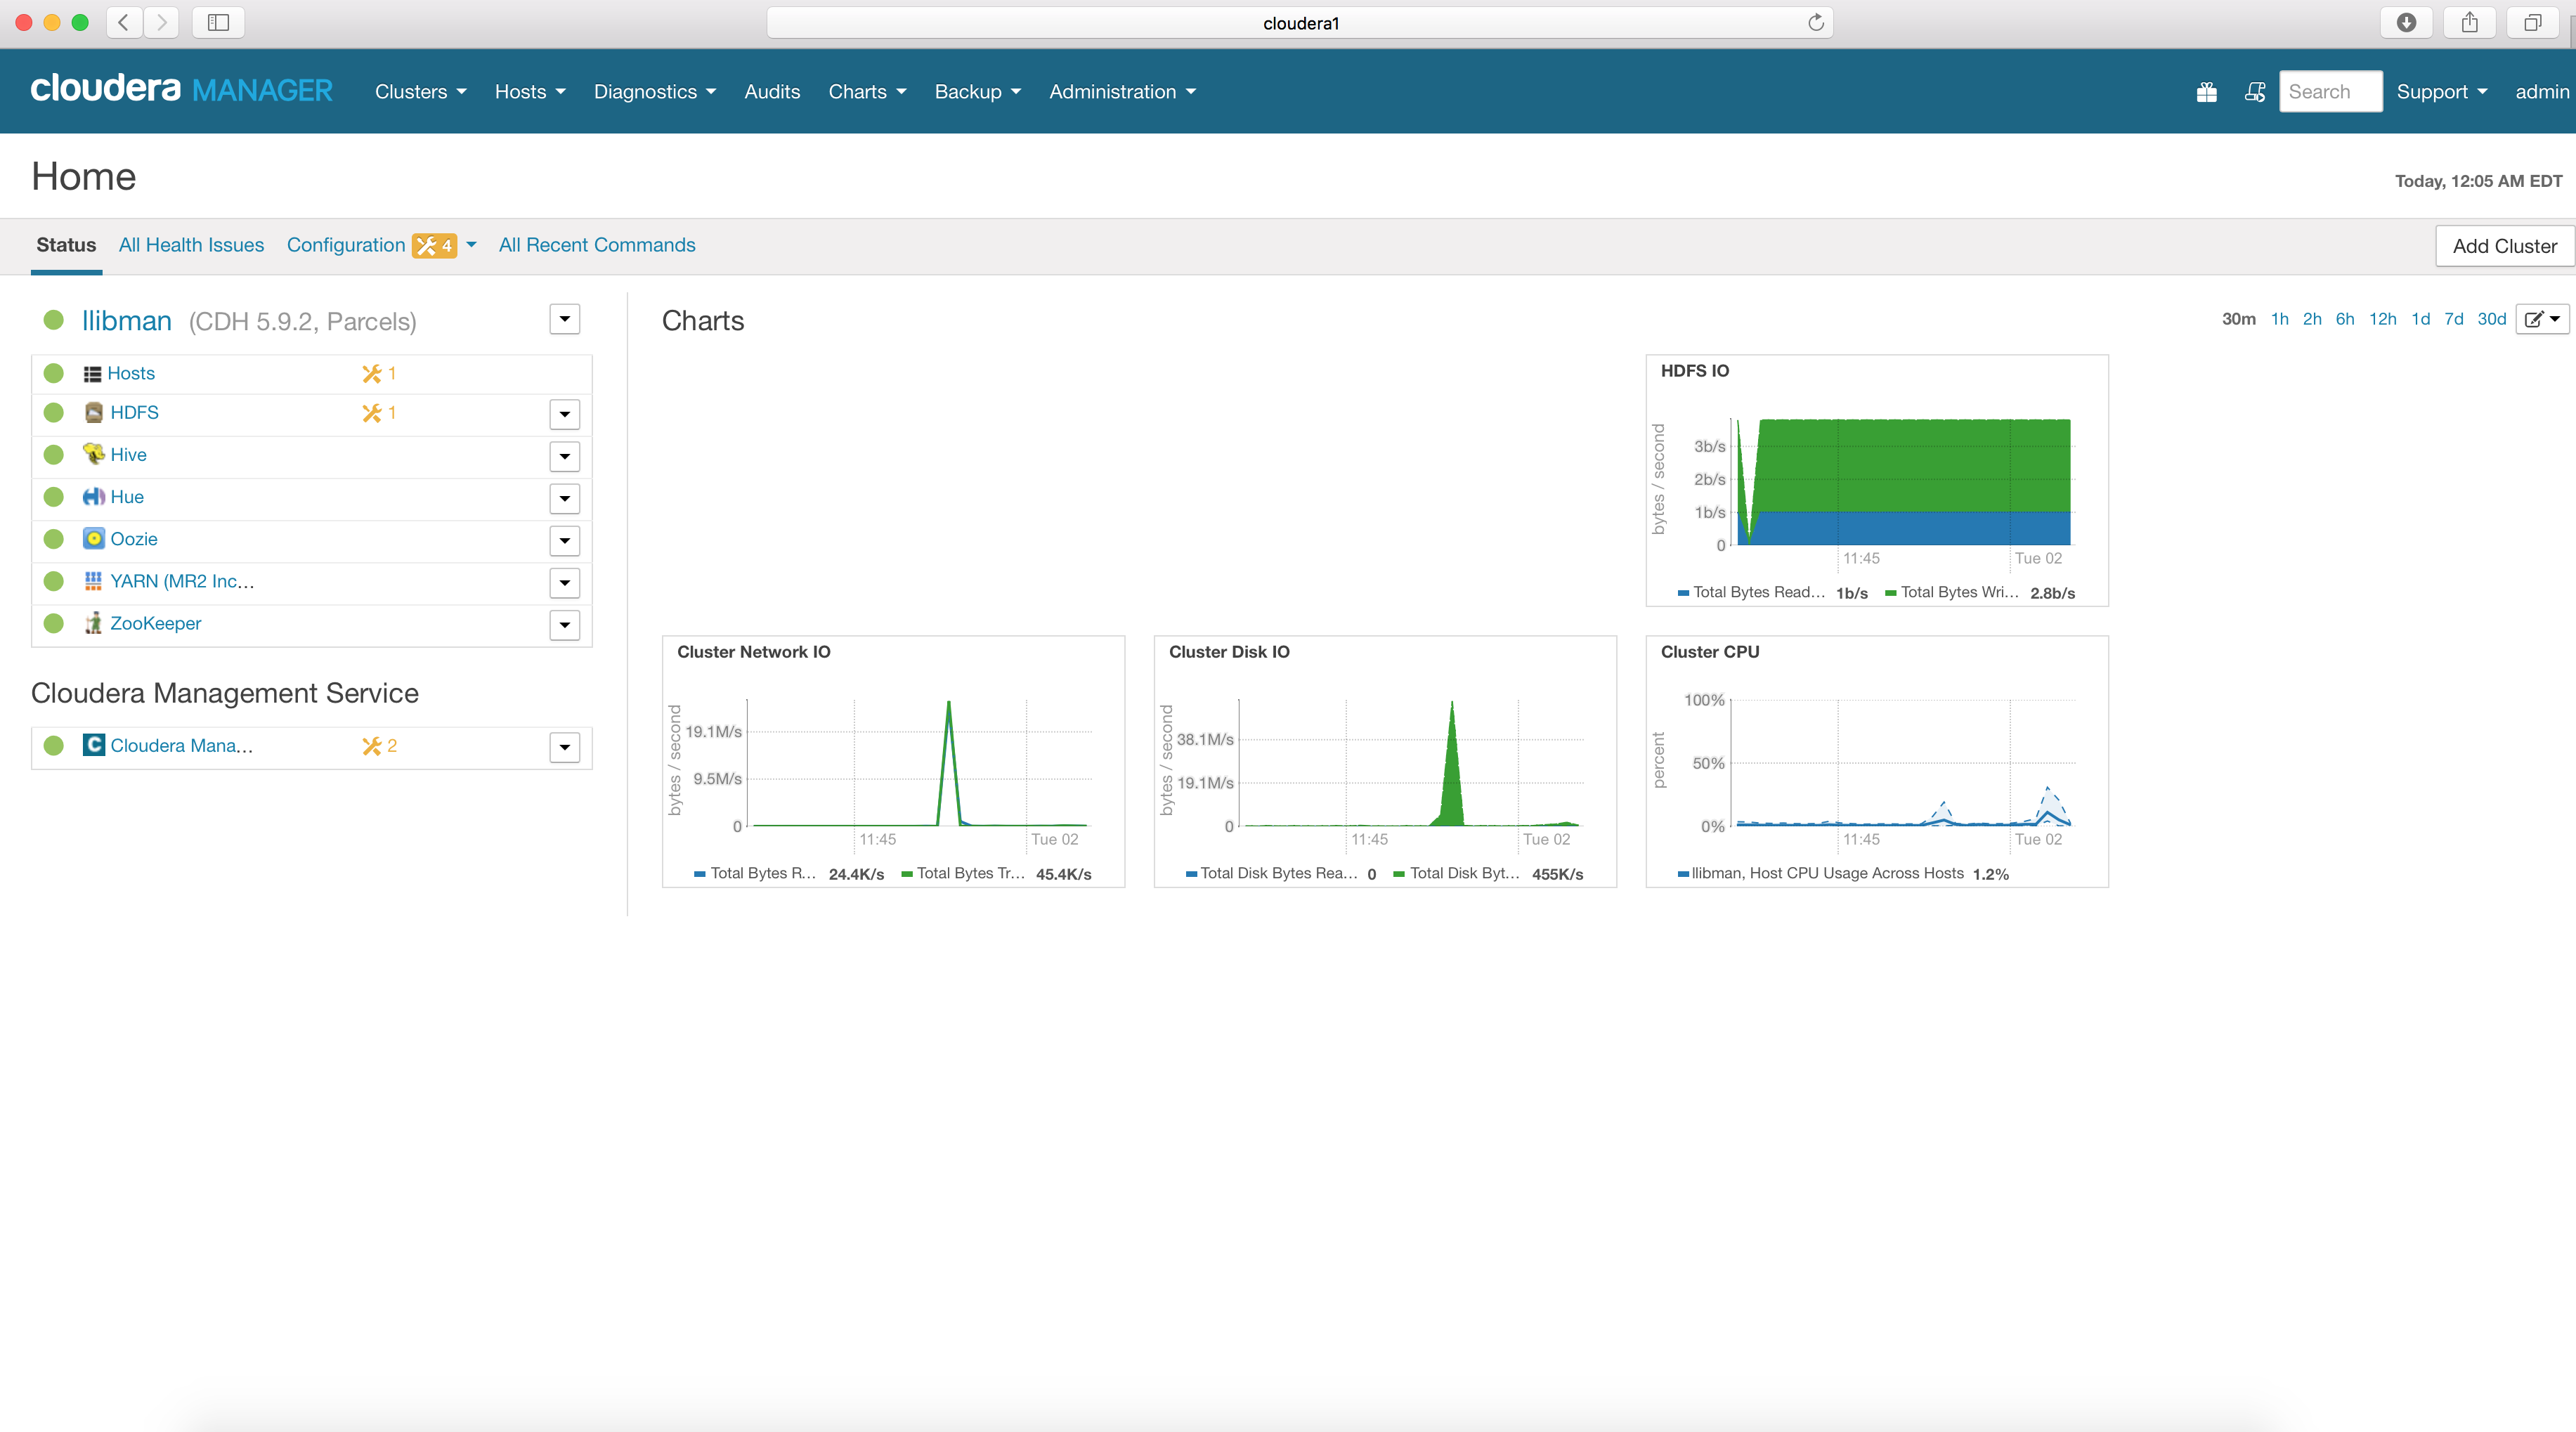 cloudera1
cloudera MANAGER Clusters Hosts Diagnostics Audits Charts Backup Administration Search Support admin
Home
Today, 12:05 AM EDT
Status All Health Issues Configuration 4 All Recent Commands Add Cluster
llibman (CDH 5.9.2, Parcels)
Hosts 1
HDFS 1
Hive
Hue
Oozie
YARN (MR2 Inc...
ZooKeeper
Cloudera Management Service
C Cloudera Mana... 2
Charts
30m 1h 2h 6h 12h 1d 7d 30d
HDFS IO
bytes / second
3b/s
2b/s
1b/s
0
11:45 Tue 02
Total Bytes Read... 1b/s Total Bytes Wri... 2.8b/s
Cluster Network IO
bytes / second
19.1M/s
9.5M/s
0
11:45 Tue 02
Total Bytes R... 24.4K/s Total Bytes Tr... 45.4K/s
Cluster Disk IO
bytes / second
38.1M/s
19.1M/s
0
11:45 Tue 02
Total Disk Bytes Rea... 0 Total Disk Byt... 455K/s
Cluster CPU
percent
100%
50%
0%
11:45 Tue 02
llibman, Host CPU Usage Across Hosts 1.2%